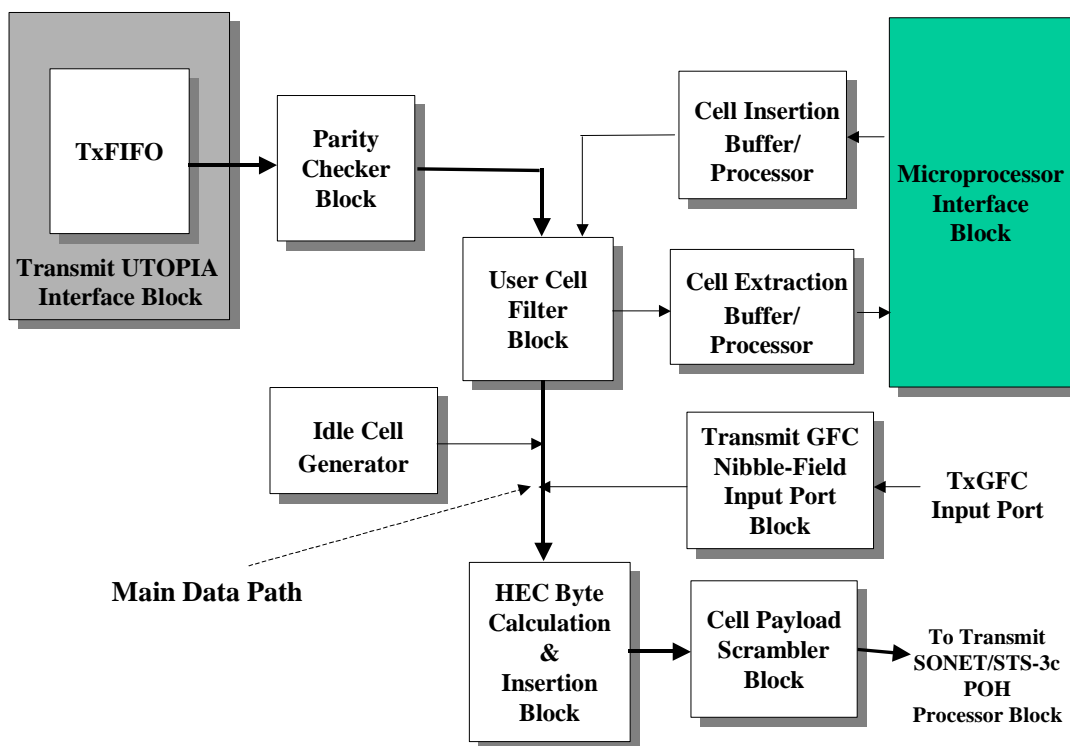 TxFIFO
Transmit UTOPIA
Interface Block
Parity
Checker
Block
Cell Insertion
Buffer/
Processor
Microprocessor
Interface
Block
User Cell
Filter
Block
Cell Extraction
Buffer/
Processor
Idle Cell
Generator
Transmit GFC
Nibble-Field
Input Port
Block
TxGFC
Input Port
Main Data Path
HEC Byte
Calculation
&
Insertion
Block
Cell Payload
Scrambler
Block
To Transmit
SONET/STS-3c
POH
Processor Block